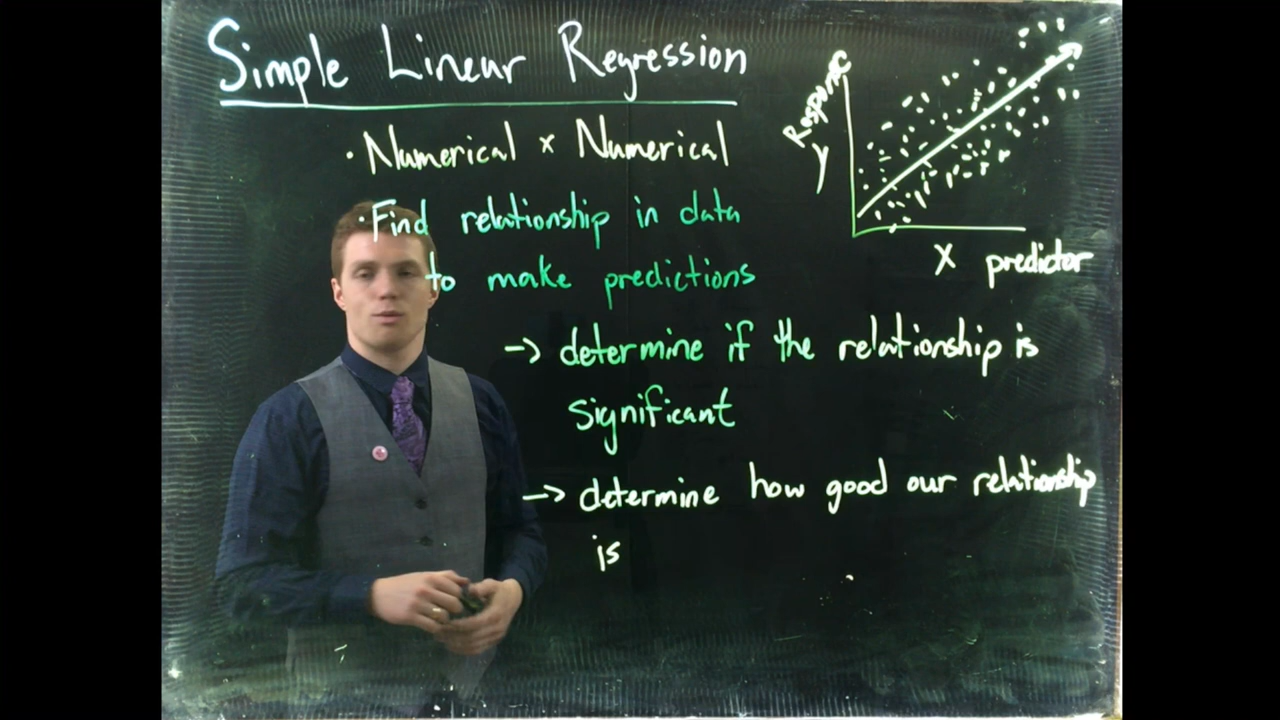 Simple Linear Regression
· Numerical x Numerical
· Find relationship in data
to make predictions
→ determine if the relationship is
significant
→ determine how good our relationship
is
Response
Y
X predictor